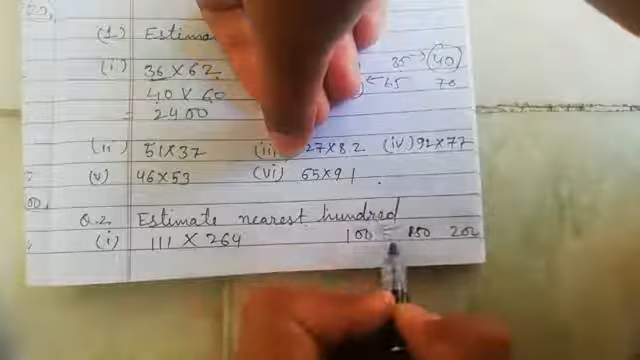 (1) Estima
(i) 36 X 62 35 → 40
40 X 60 ← 65 70
= 2400
(ii) 51X37 (iii) 27X82 (iv) 92X77
(v) 46X53 (vi) 65X91 .
Q.2 Estimate nearest hundred
(i) 111 X 264 100 = 150 200